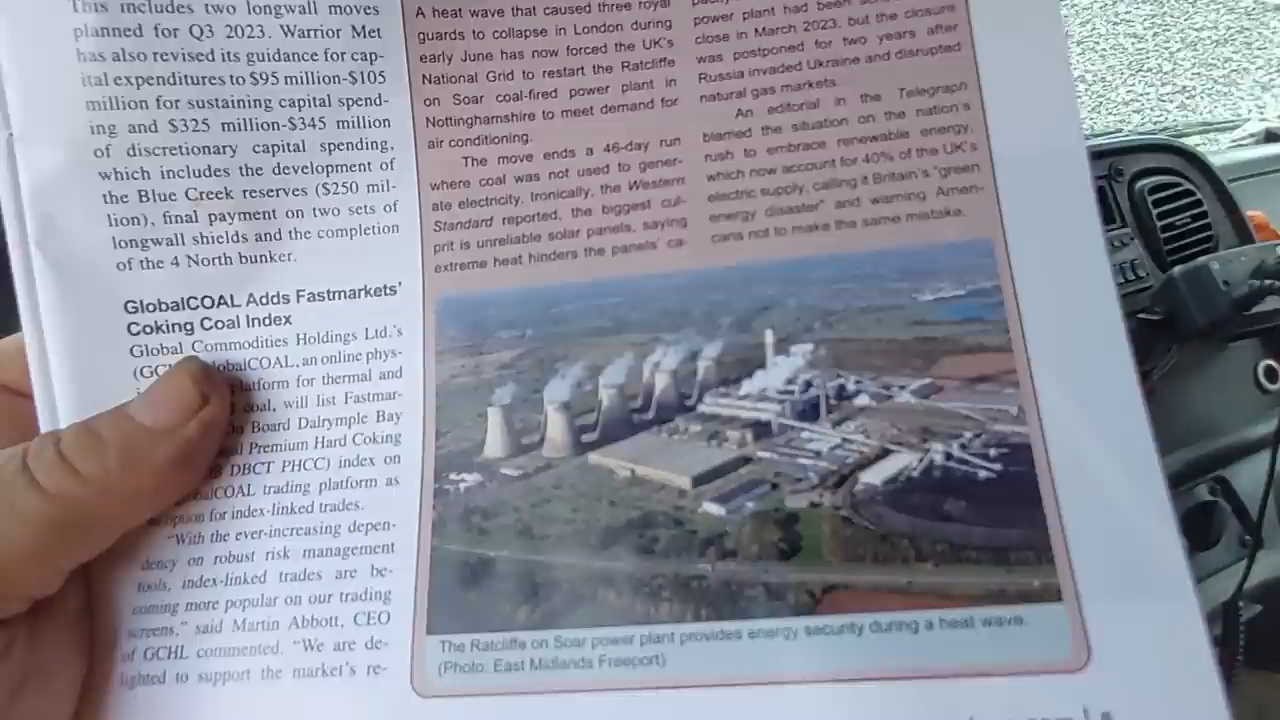 This includes two longwall moves
planned for Q3 2023. Warrior Met
has also revised its guidance for cap-
ital expenditures to $95 million-$105
million for sustaining capital spend-
ing and $325 million-$345 million
of discretionary capital spending,
which includes the development of
the Blue Creek reserves ($250 mil-
lion), final payment on two sets of
longwall shields and the completion
of the 4 North bunker.
GlobalCOAL Adds Fastmarkets'
Coking Coal Index
Global Commodities Holdings Ltd.'s
(GC lobalCOAL, an online phys-
latform for thermal and
coal, will list Fastmar-
Board Dalrymple Bay
Premium Hard Coking
DBCT PHCC) index on
COAL trading platform as
option for index-linked trades.
"With the ever-increasing depen-
dency on robust risk management
tools, index-linked trades are be-
coming more popular on our trading
screens," said Martin Abbott, CEO
of GCHL commented. "We are de-
lighted to support the market's re-
A heat wave that caused three royal
guards to collapse in London during
early June has now forced the UK's
National Grid to restart the Ratcliffe
on Soar coal-fired power plant in
Nottinghamshire to meet demand for
air conditioning.
The move ends a 46-day run
where coal was not used to gener-
ate electricity. Ironically, the Western
Standard reported, the biggest cul-
prit is unreliable solar panels, saying
extreme heat hinders the panels' ca-
power plant had been
close in March 2023, but the closure
was postponed for two years after
Russia invaded Ukraine and disrupted
natural gas markets.
An editorial in the Telegraph
blamed the situation on the nation's
rush to embrace renewable energy,
which now account for 40% of the UK's
electric supply, calling it Britain's "green
energy disaster" and warning Ameri-
cans not to make the same mistake.
The Ratcliffe on Soar power plant provides energy security during a heat wave.
(Photo: East Midlands Freeport)